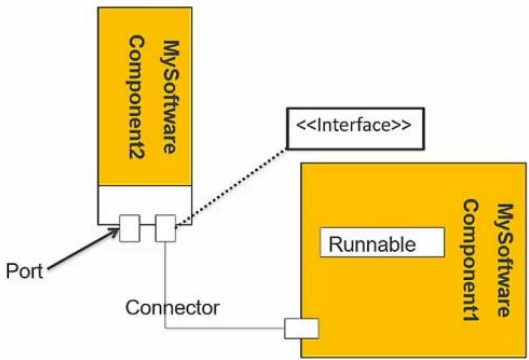 MySoftware
Component2
<<Interface>>
MySoftware
Component1
Runnable
Port
Connector